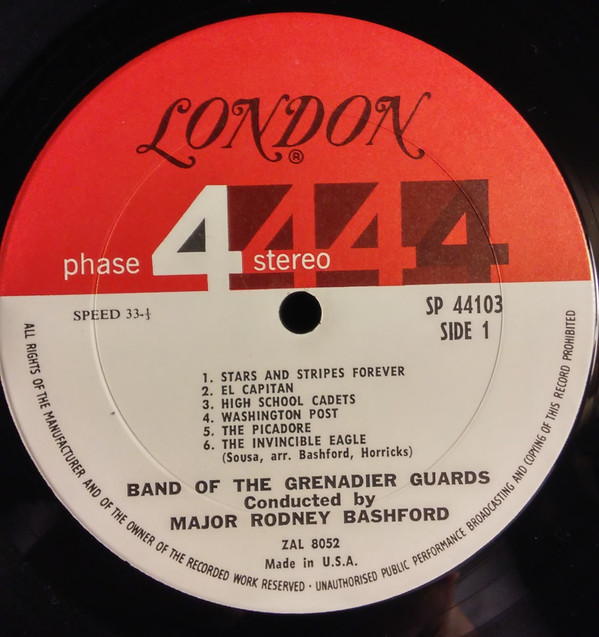 LONDON
®
phase 4 stereo
444
SPEED 33-⅓
SP 44103
SIDE 1
1. STARS AND STRIPES FOREVER
2. EL CAPITAN
3. HIGH SCHOOL CADETS
4. WASHINGTON POST
5. THE PICADORE
6. THE INVINCIBLE EAGLE
(Sousa, arr. Bashford, Horricks)
BAND OF THE GRENADIER GUARDS
Conducted by
MAJOR RODNEY BASHFORD
ZAL 8052
Made in U.S.A.
ALL RIGHTS OF THE MANUFACTURER AND OF THE OWNER OF THE RECORDED WORK RESERVED · UNAUTHORISED PUBLIC PERFORMANCE BROADCASTING AND COPYING OF THIS RECORD PROHIBITED